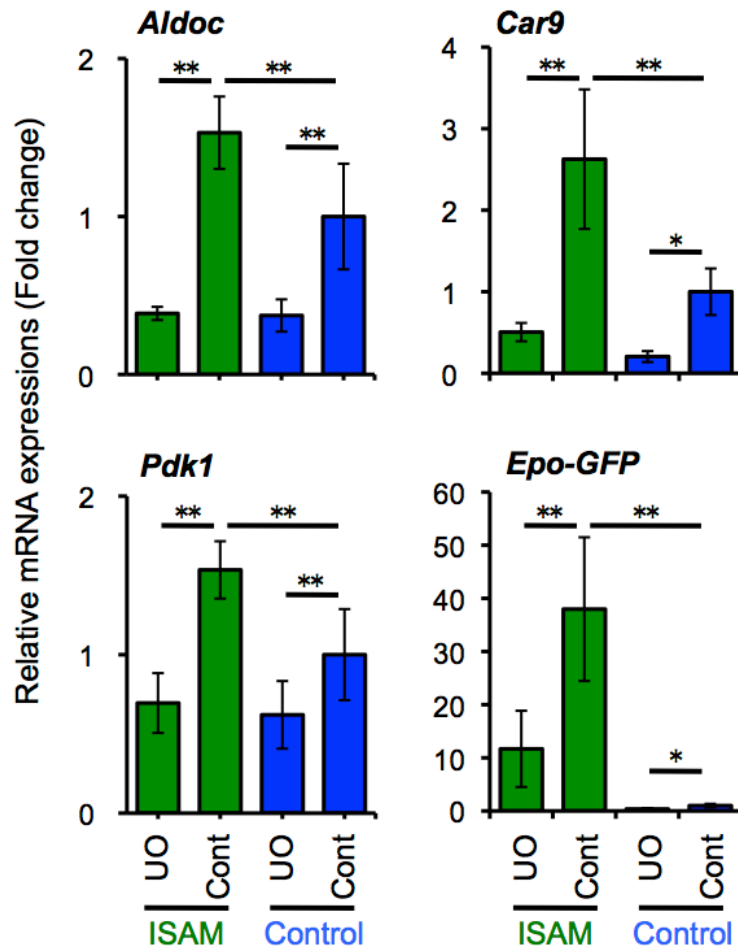 Relative mRNA expressions (Fold change)
Aldoc
2
1
0
** ** **
Car9
4
3
2
1
0
** ** *
Pdk1
2
1
0
** ** **
Epo-GFP
60
50
40
30
20
10
0
** ** *
UO Cont UO Cont
ISAM Control
UO Cont UO Cont
ISAM Control